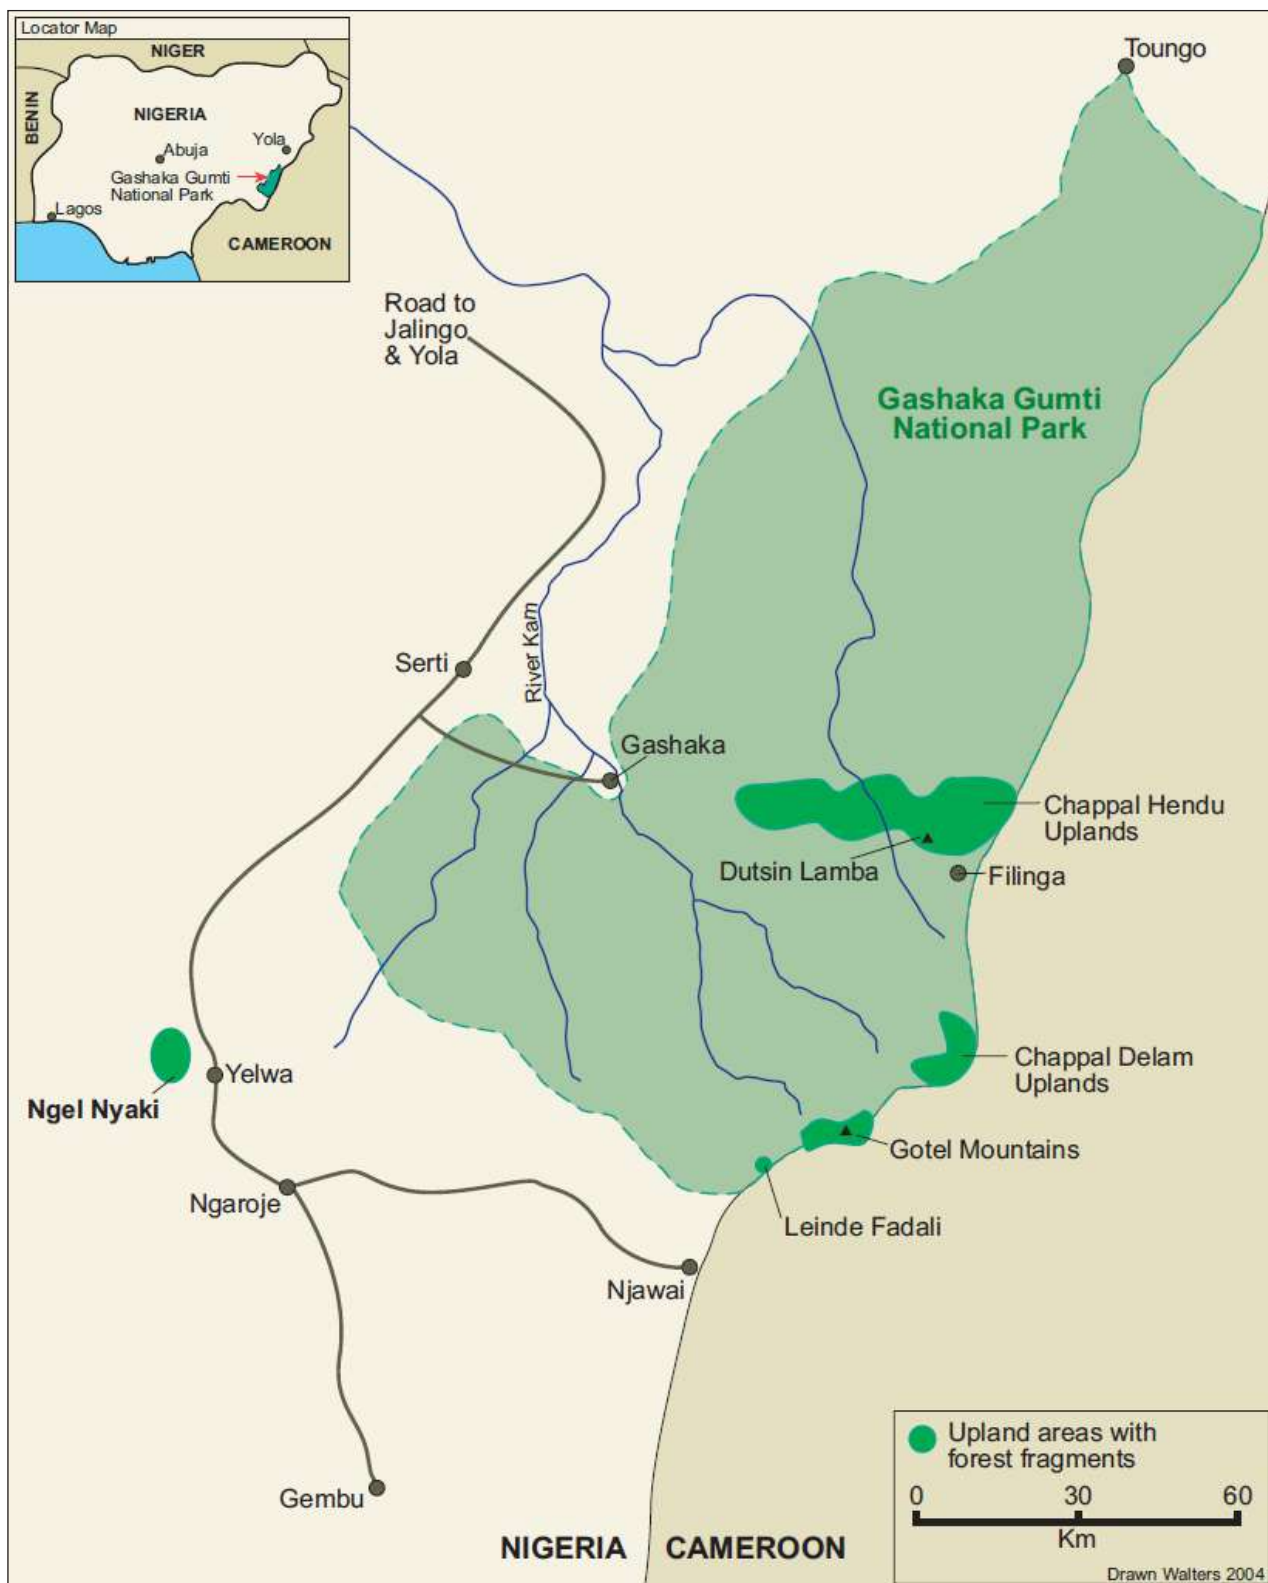 Locator Map
NIGER
BENIN
NIGERIA
Abuja
Yola
Gashaka Gumti
National Park
Lagos
CAMEROON
Toungo
Road to
Jalingo
& Yola
Gashaka Gumti
National Park
River Kam
Serti
Gashaka
Chappal Hendu
Uplands
Dutsin Lamba
Filinga
Chappal Delam
Uplands
Yelwa
Ngel Nyaki
Gotel Mountains
Ngaroje
Leinde Fadali
Njawai
Gembu
Upland areas with
forest fragments
0 30 60
Km
NIGERIA CAMEROON
Drawn Walters 2004